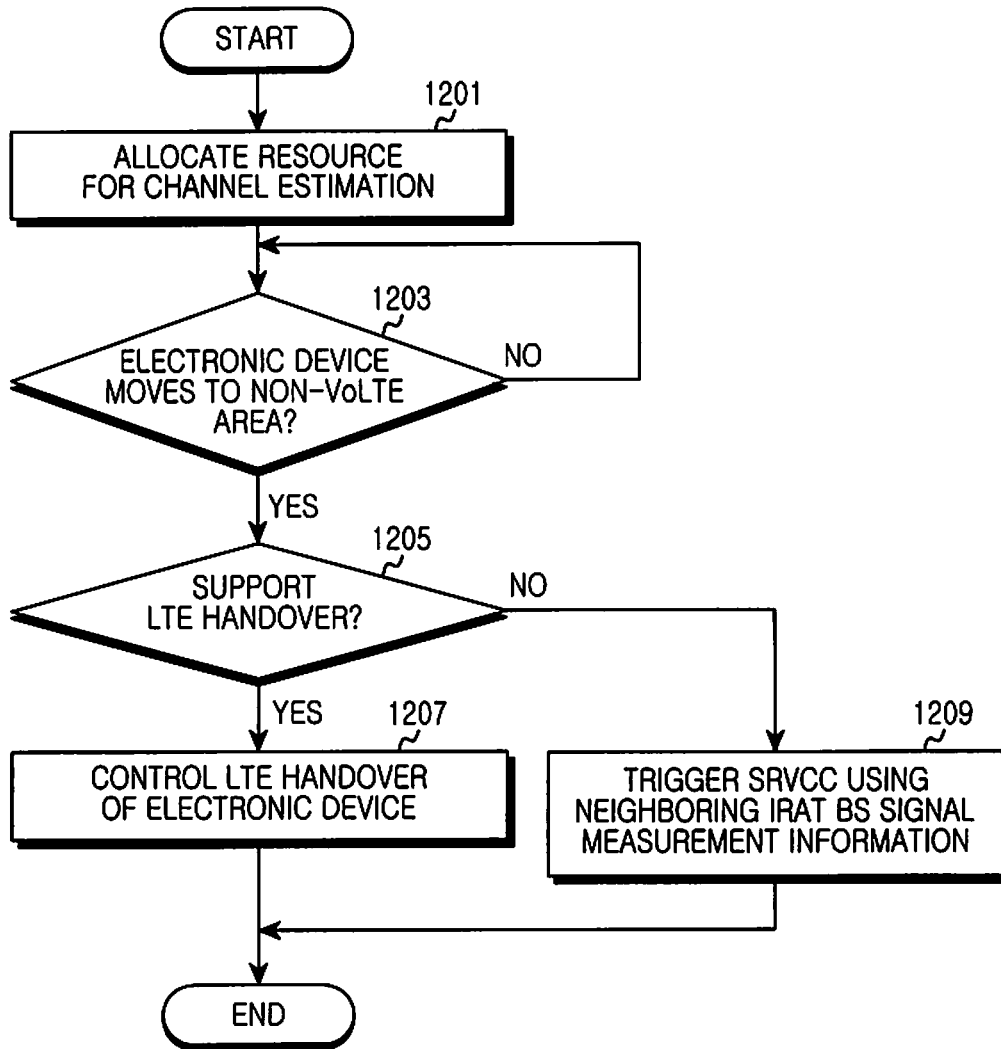 START
1201
ALLOCATE RESOURCE
FOR CHANNEL ESTIMATION
1203
ELECTRONIC DEVICE
MOVES TO NON-VoLTE
AREA?
NO
YES
1205
SUPPORT
LTE HANDOVER?
NO
YES
1207
CONTROL LTE HANDOVER
OF ELECTRONIC DEVICE
1209
TRIGGER SRVCC USING
NEIGHBORING IRAT BS SIGNAL
MEASUREMENT INFORMATION
END